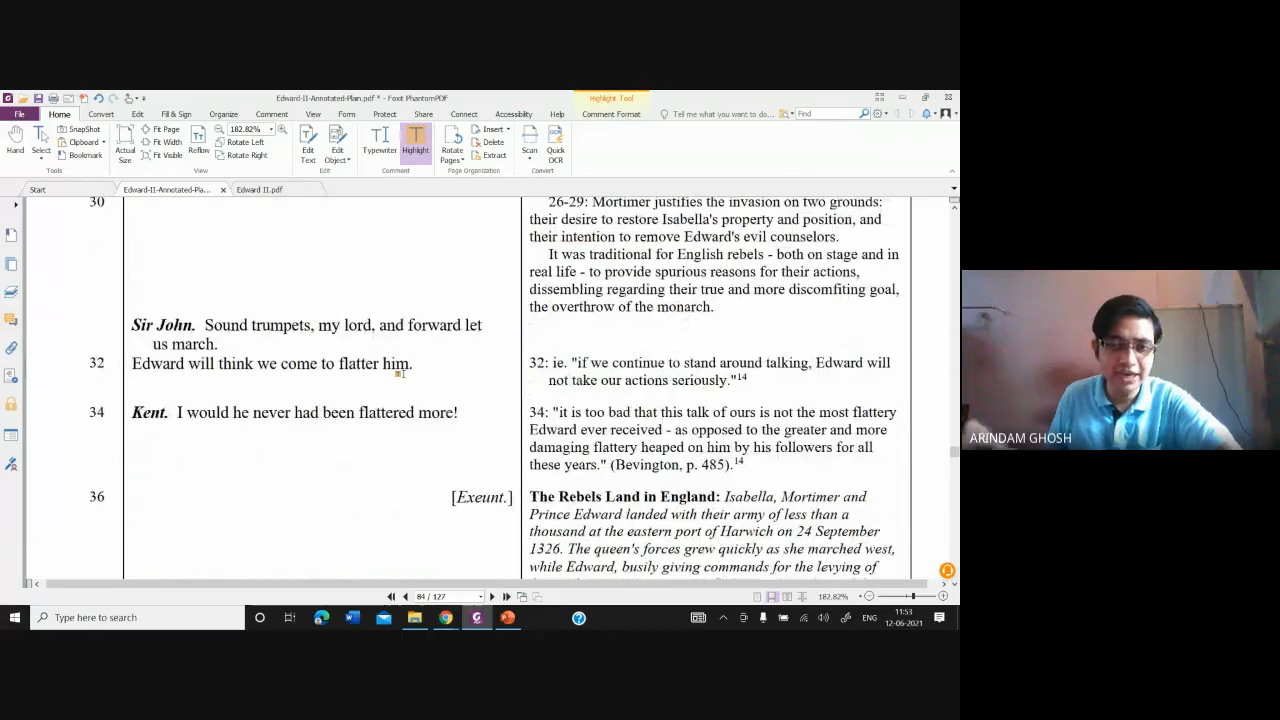 Edward-II-Annotated-Plan.pdf * - Foxit PhantomPDF
Highlight Tool
File
Home
Convert
Edit
Fill & Sign
Organize
Comment
View
Form
Protect
Share
Connect
Accessibility
Help
Comment Format
Tell me what you want to do...
Find
Hand
Select
SnapShot
Clipboard
Bookmark
Actual Size
Fit Page
Fit Width
Fit Visible
Reflow
182.82%
Rotate Left
Rotate Right
Edit Text
Edit Object
Typewriter
Highlight
Rotate Pages
Insert
Delete
Extract
Scan
Quick OCR
Tools
View
Edit
Comment
Page Organization
Convert
Start
Edward-II-Annotated-Pla...
Edward II.pdf
30
26-29: Mortimer justifies the invasion on two grounds:
their desire to restore Isabella's property and position, and
their intention to remove Edward's evil counselors.
It was traditional for English rebels - both on stage and in
real life - to provide spurious reasons for their actions,
dissembling regarding their true and more discomfiting goal,
the overthrow of the monarch.
Sir John. Sound trumpets, my lord, and forward let
us march.
32 Edward will think we come to flatter him.
32: ie. "if we continue to stand around talking, Edward will
not take our actions seriously."14
34 Kent. I would he never had been flattered more!
34: "it is too bad that this talk of ours is not the most flattery
Edward ever received - as opposed to the greater and more
damaging flattery heaped on him by his followers for all
these years." (Bevington, p. 485).14
36 [Exeunt.]
The Rebels Land in England: Isabella, Mortimer and
Prince Edward landed with their army of less than a
thousand at the eastern port of Harwich on 24 September
1326. The queen's forces grew quickly as she marched west,
while Edward, busily giving commands for the levying of
84 / 127
182.82%
Type here to search
ENG
11:53
12-06-2021
ARINDAM GHOSH